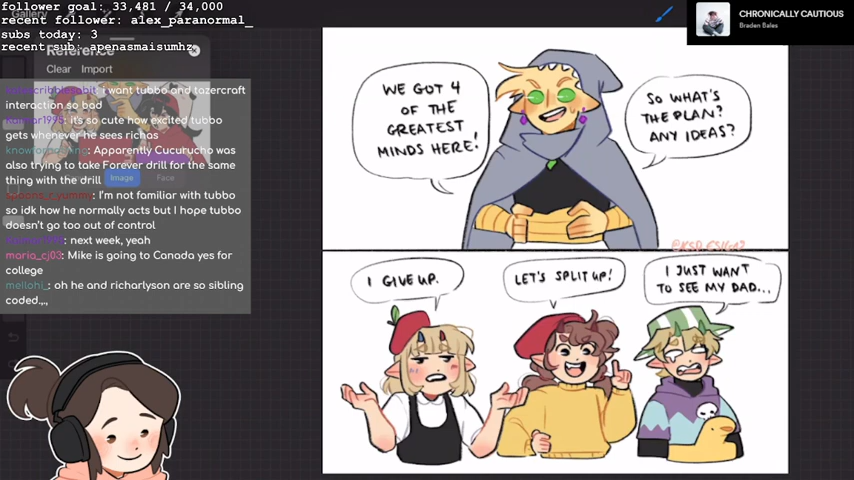 follower goal: 33,481 / 34,000
recent follower: alex_paranormal_
subs today: 3
recent sub: apenasmaisumhz
Gallery
Reference
Clear Import
i want tubbo and tazercraft
interaction so bad
it's so cute how excited tubbo
gets whenever he sees richas
Apparently Cucurucho was
also trying to take Forever drill for the same
thing with the drill
Image Face
I'm not familiar with tubbo
so idk how he normally acts but I hope tubbo
doesn't go too out of control
next week, yeah
maria_cj03: Mike is going to Canada yes for
college
mellohi_: oh he and richarlyson are so sibling
coded.,.,
CHRONICALLY CAUTIOUS
Braden Bales
WE GOT 4
OF THE
GREATEST
MINDS HERE!
SO WHAT'S
THE PLAN?
ANY IDEAS?
I GIVE UP.
LET'S SPLIT UP!
I JUST WANT
TO SEE MY DAD...